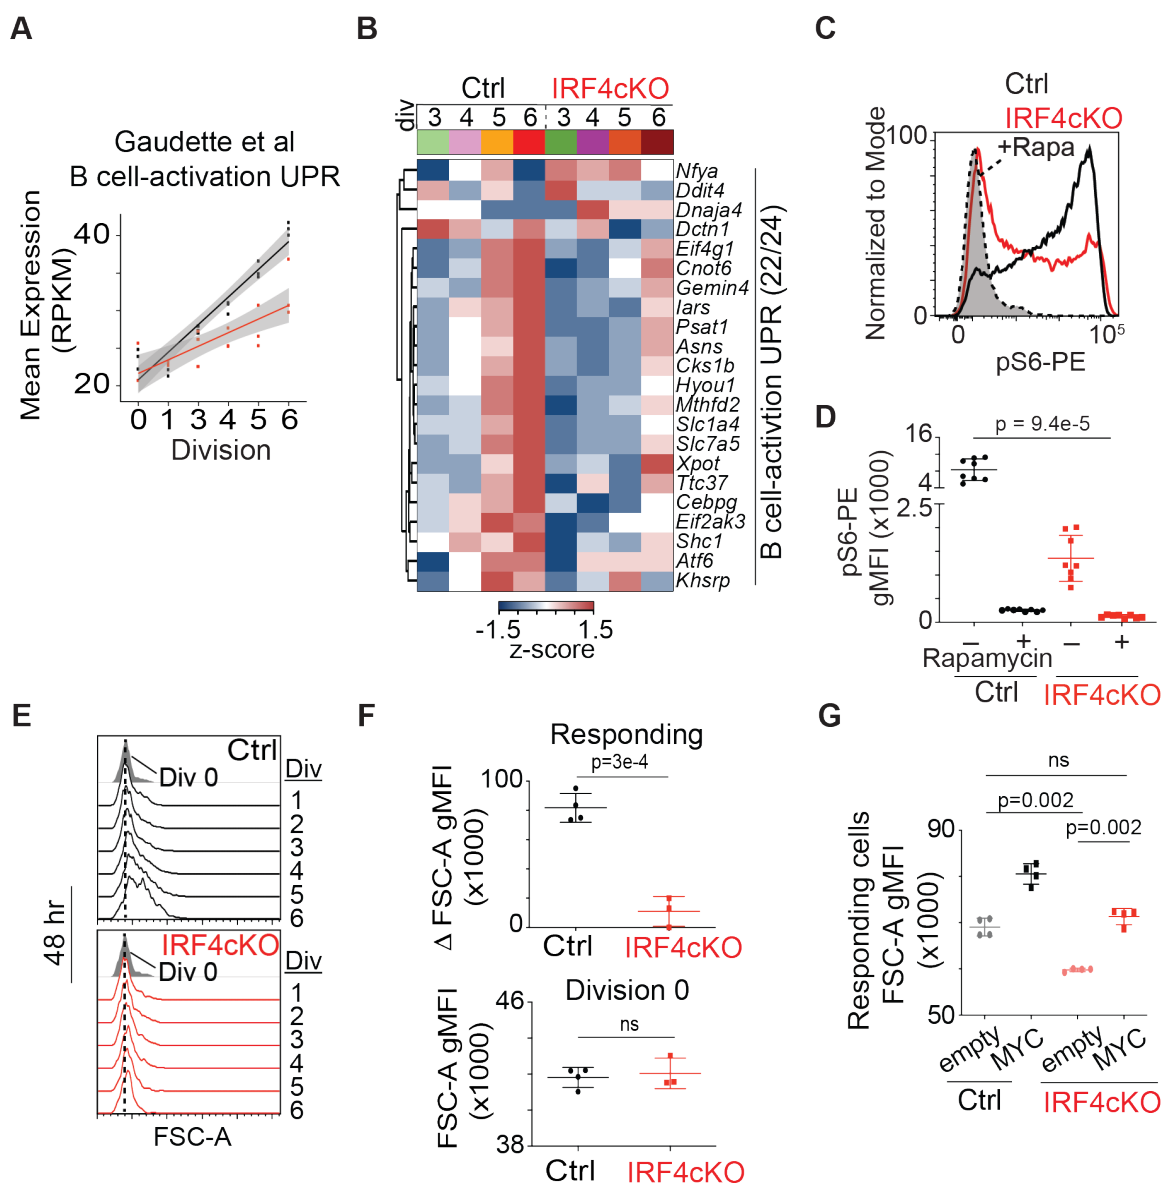 A
Gaudette et al
B cell-activation UPR
Mean Expression
(RPKM)
40
20
0 1 3 4 5 6
Division
B
Ctrl IRF4cKO
div 3 4 5 6 3 4 5 6
Nfya
Ddit4
Dnaja4
Dctn1
Eif4g1
Cnot6
Gemin4
Iars
Psat1
Asns
Cks1b
Hyou1
Mthfd2
Slc1a4
Slc7a5
Xpot
Ttc37
Cebpg
Eif2ak3
Shc1
Atf6
Khsrp
B cell-activtion UPR (22/24)
-1.5 1.5
z-score
C
Ctrl
IRF4cKO
+Rapa
Normalized to Mode
100
0
0 10⁵
pS6-PE
D
p = 9.4e-5
pS6-PE
gMFI (x1000)
16
4
2.5
0
– + – +
Rapamycin
Ctrl IRF4cKO
E
48 hr
Ctrl
Div 0
Div
1
2
3
4
5
6
IRF4cKO
Div 0
Div
1
2
3
4
5
6
FSC-A
F
Responding
p=3e-4
Δ FSC-A gMFI
(x1000)
100
0
Ctrl IRF4cKO
Division 0
ns
FSC-A gMFI
(x1000)
46
38
Ctrl IRF4cKO
G
ns
p=0.002
p=0.002
Responding cells
FSC-A gMFI
(x1000)
90
50
empty MYC empty MYC
Ctrl IRF4cKO